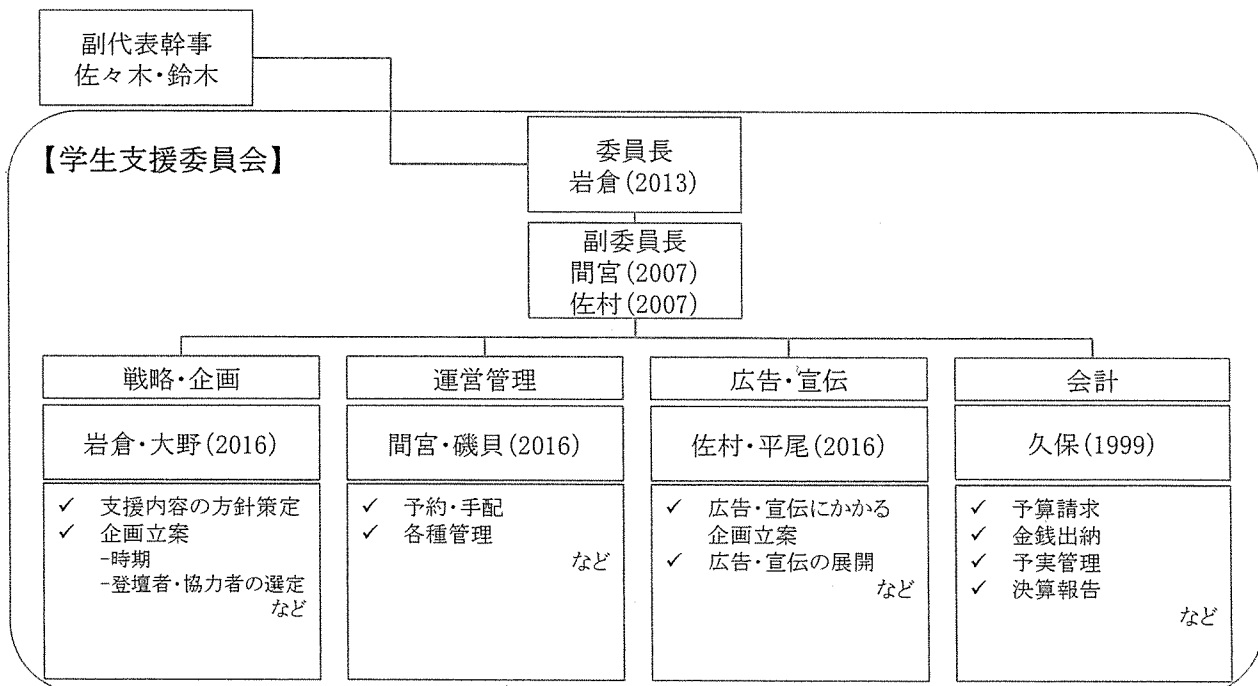 副代表幹事
佐々木・鈴木
【学生支援委員会】
委員長
岩倉(2013)
副委員長
間宮(2007)
佐村(2007)
戦略・企画
岩倉・大野(2016)
✓ 支援内容の方針策定
✓ 企画立案
-時期
-登壇者・協力者の選定
など
運営管理
間宮・磯貝(2016)
✓ 予約・手配
✓ 各種管理
など
広告・宣伝
佐村・平尾(2016)
✓ 広告・宣伝にかかる
企画立案
✓ 広告・宣伝の展開
など
会計
久保(1999)
✓ 予算請求
✓ 金銭出納
✓ 予実管理
✓ 決算報告
など